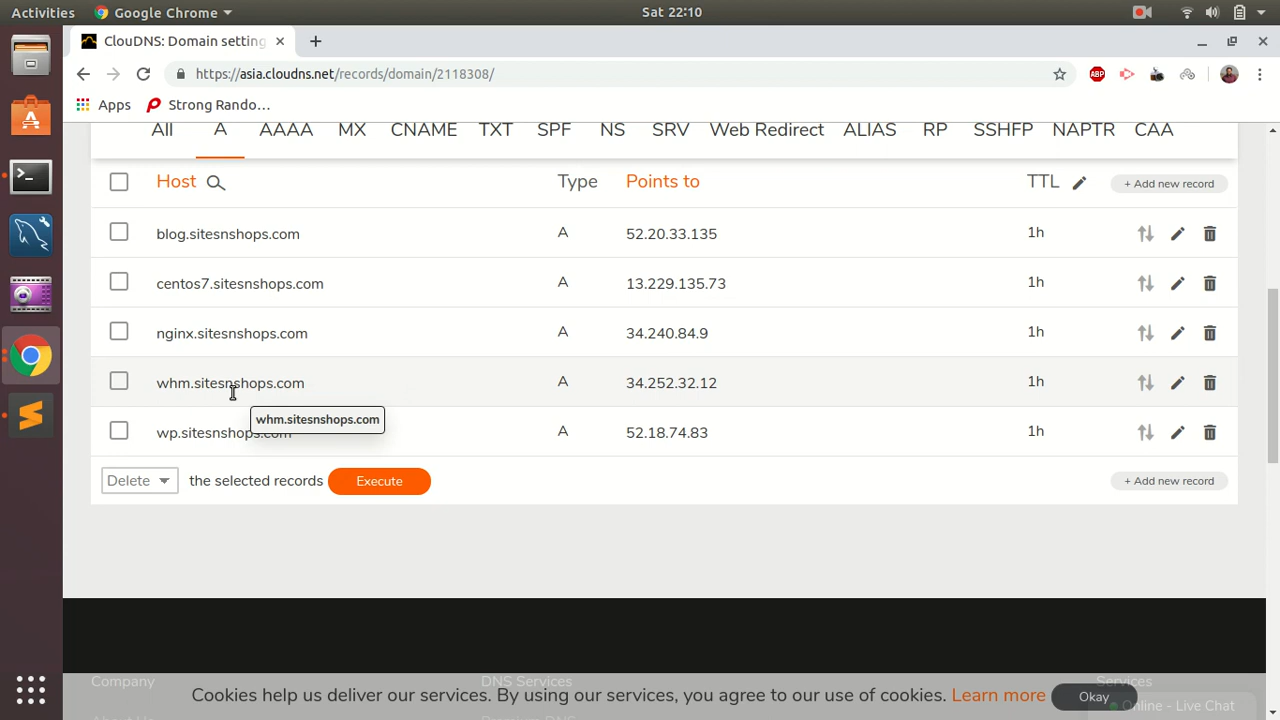 Activities Google Chrome Sat 22:10
ClouDNS: Domain setting
https://asia.cloudns.net/records/domain/2118308/ ABP
Apps Strong Rando...
All A AAAA MX CNAME TXT SPF NS SRV Web Redirect ALIAS RP SSHFP NAPTR CAA
Host Type Points to TTL + Add new record
blog.sitesnshops.com A 52.20.33.135 1h
centos7.sitesnshops.com A 13.229.135.73 1h
nginx.sitesnshops.com A 34.240.84.9 1h
whm.sitesnshops.com A 34.252.32.12 1h
whm.sitesnshops.com
wp.sitesnshops.com A 52.18.74.83 1h
Delete the selected records Execute + Add new record
Company DNS Services Services
Cookies help us deliver our services. By using our services, you agree to our use of cookies. Learn more Okay
Online - Live Chat